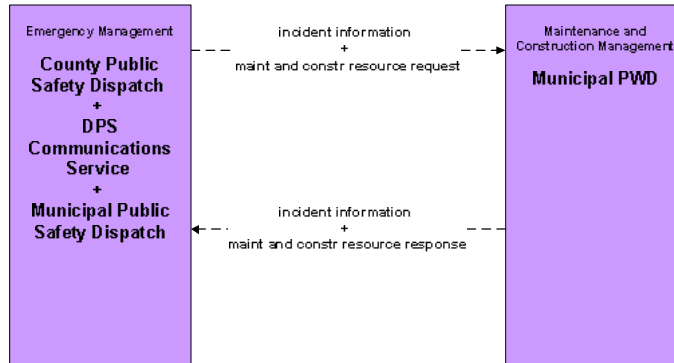 Emergency Management
County Public
Safety Dispatch
+
DPS
Communications
Service
+
Municipal Public
Safety Dispatch
incident information
+
maint and constr resource request
Maintenance and
Construction Management
Municipal PWD
incident information
+
maint and constr resource response